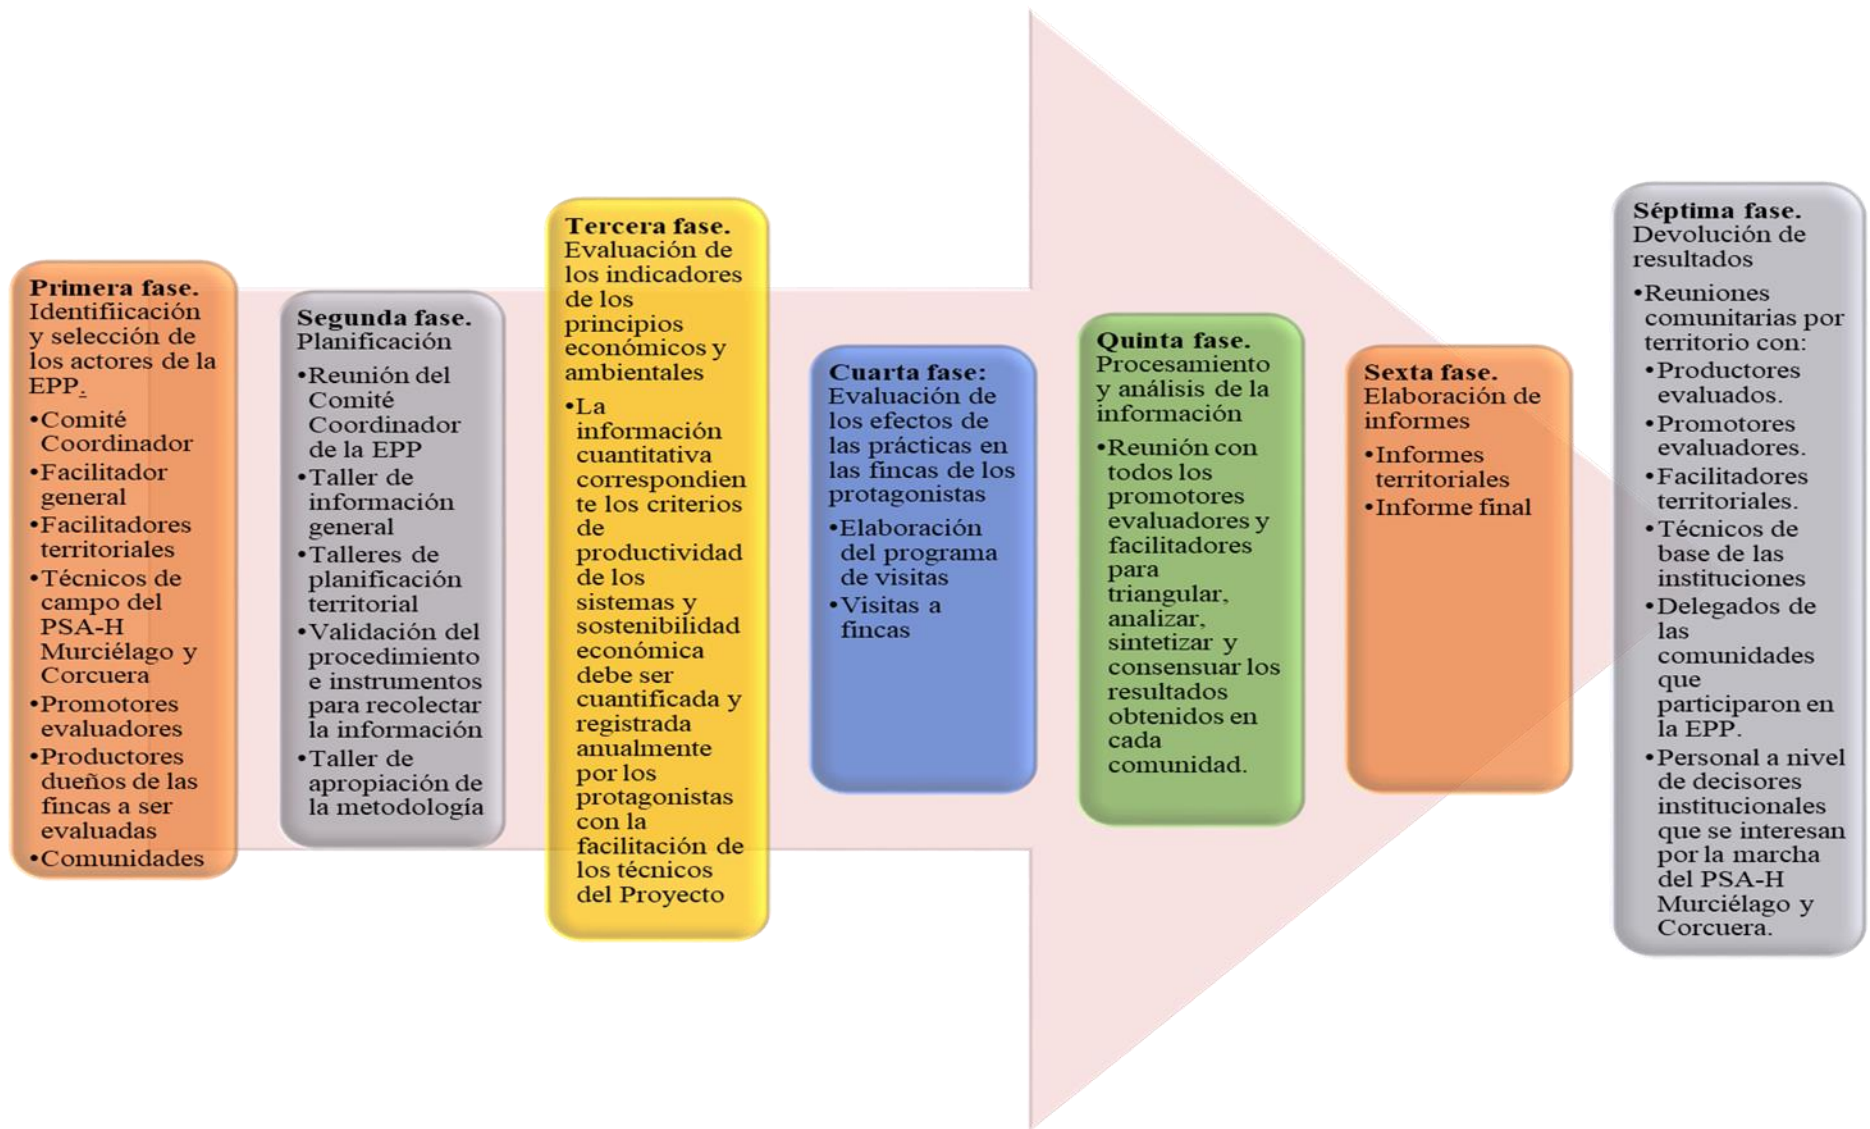 Primera fase.
Identifiicación
y selección de
los actores de la
EPP.
•Comité
Coordinador
•Facilitador
general
•Facilitadores
territoriales
•Técnicos de
campo del
PSA-H
Murciélago y
Corcuera
•Promotores
evaluadores
•Productores
dueños de las
fincas a ser
evaluadas
•Comunidades
Segunda fase.
Planificación
•Reunión del
Comité
Coordinador
de la EPP
•Taller de
información
general
•Talleres de
planificación
territorial
•Validación del
procedimiento
e instrumentos
para recolectar
la información
•Taller de
apropiación de
la metodología
Tercera fase.
Evaluación de
los indicadores
de los
principios
económicos y
ambientales
•La
información
cuantitativa
correspondien
te los criterios
de
productividad
de los
sistemas y
sostenibilidad
económica
debe ser
cuantificada y
registrada
anualmente
por los
protagonistas
con la
facilitación de
los técnicos
del Proyecto
Cuarta fase:
Evaluación de
los efectos de
las prácticas en
las fincas de los
protagonistas
•Elaboración
del programa
de visitas
•Visitas a
fincas
Quinta fase.
Procesamiento
y análisis de la
información
•Reunión con
todos los
promotores
evaluadores y
facilitadores
para
triangular,
analizar,
sintetizar y
consensuar los
resultados
obtenidos en
cada
comunidad.
Sexta fase.
Elaboración de
informes
•Informes
territoriales
•Informe final
Séptima fase.
Devolución de
resultados
•Reuniones
comunitarias por
territorio con:
•Productores
evaluados.
•Promotores
evaluadores.
•Facilitadores
territoriales.
•Técnicos de
base de las
instituciones
•Delegados de
las
comunidades
que
participaron en
la EPP.
•Personal a nivel
de decisores
institucionales
que se interesan
por la marcha
del PSA-H
Murciélago y
Corcuera.